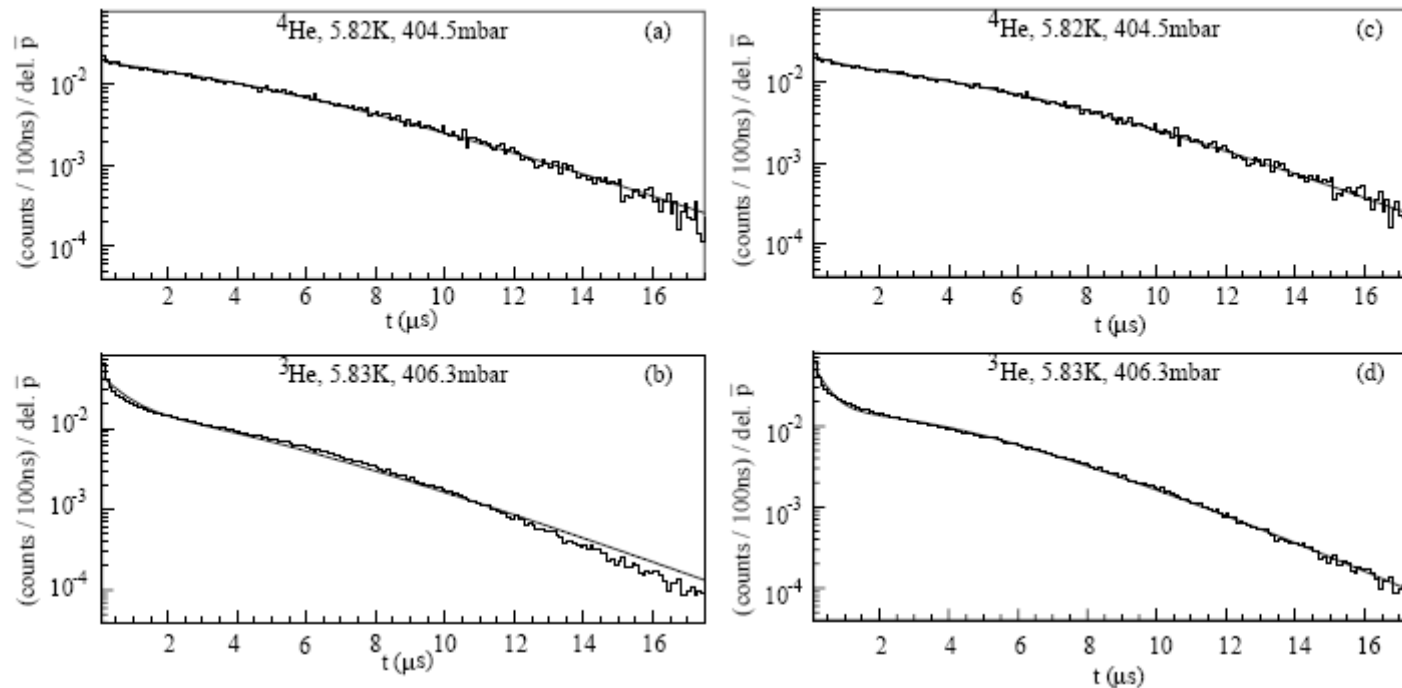 ⁴He, 5.82K, 404.5mbar (a)
(counts / 100ns) / del. p̅
10⁻²
10⁻³
10⁻⁴
2 4 6 8 10 12 14 16
t (μs)
⁴He, 5.82K, 404.5mbar (c)
(counts / 100ns) / del. p̅
10⁻²
10⁻³
10⁻⁴
2 4 6 8 10 12 14 16
t (μs)
³He, 5.83K, 406.3mbar (b)
(counts / 100ns) / del. p̅
10⁻²
10⁻³
10⁻⁴
2 4 6 8 10 12 14 16
t (μs)
³He, 5.83K, 406.3mbar (d)
(counts / 100ns) / del. p̅
10⁻²
10⁻³
10⁻⁴
2 4 6 8 10 12 14 16
t (μs)